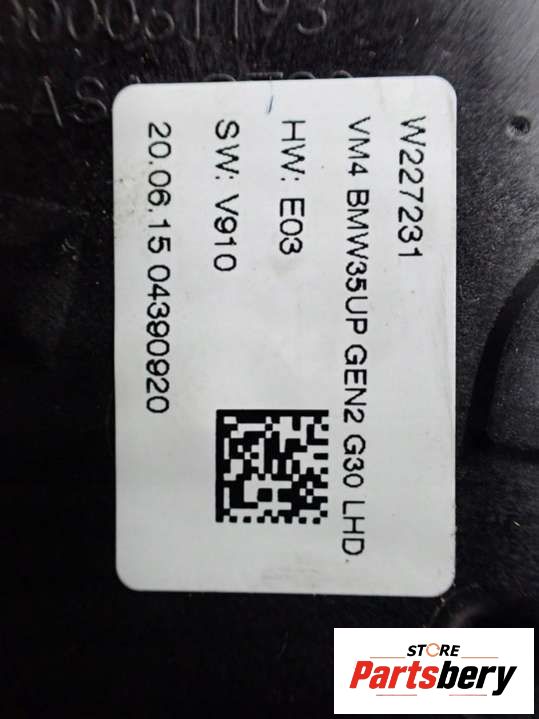 W227231
VM4 BMW35UP GEN2 G30 LHD
HW: E03
SW: V910
20.06.15 04390920
STORE
Partsbery